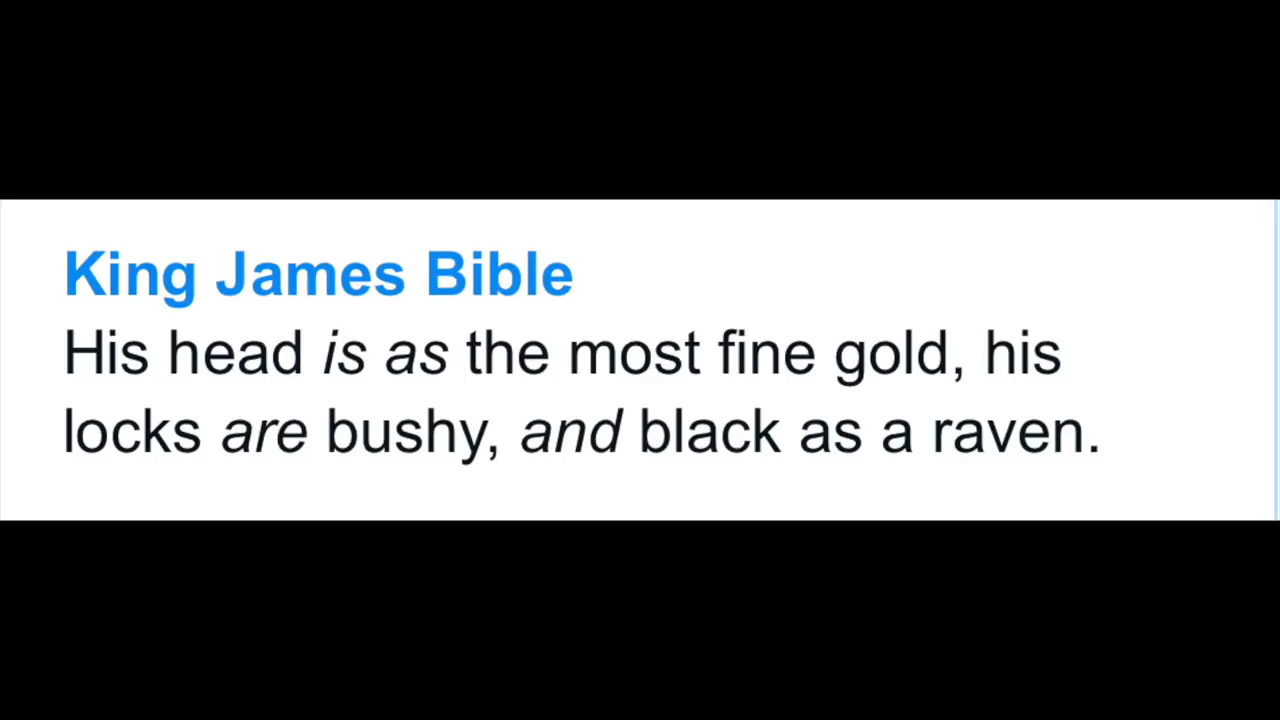 King James Bible
His head is as the most fine gold, his
locks are bushy, and black as a raven.